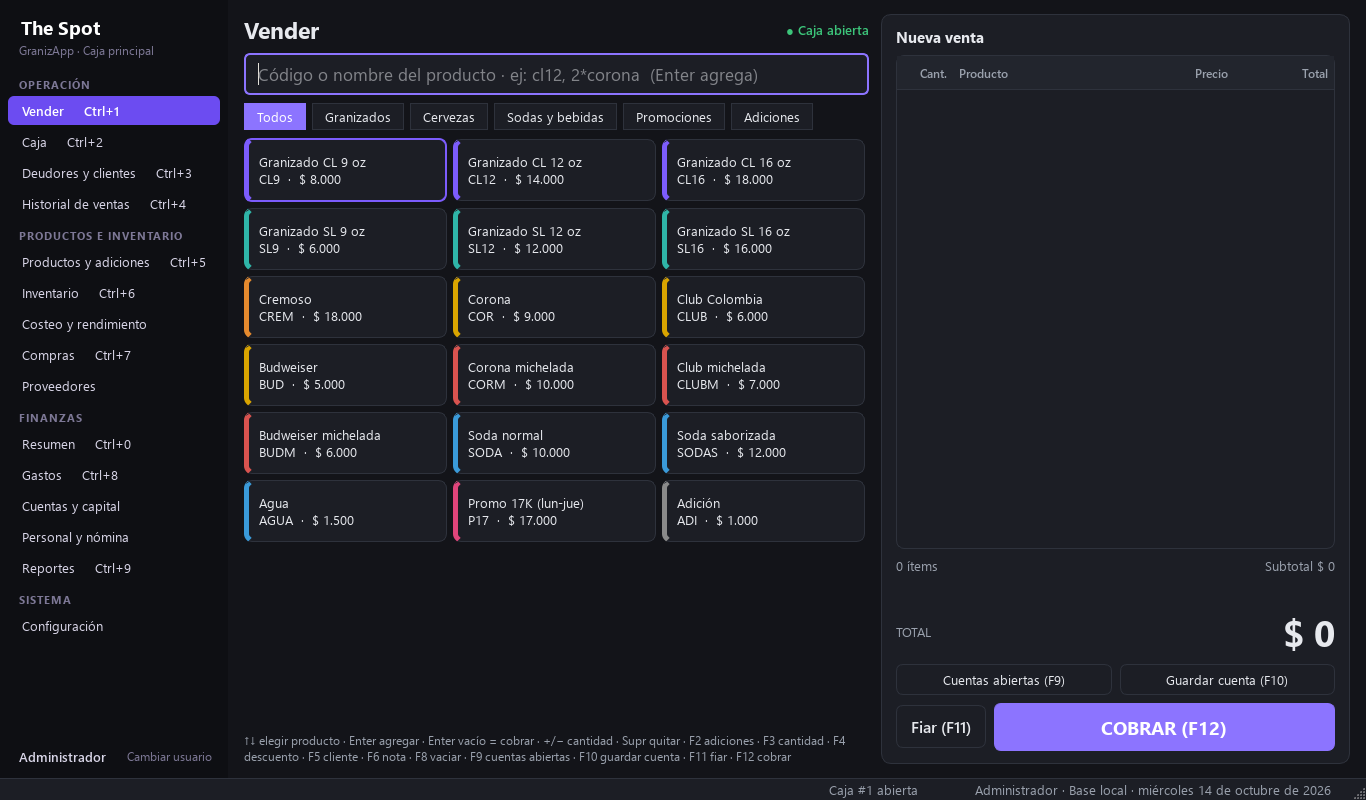 The Spot
GranizApp · Caja principal
OPERACIÓN
Vender Ctrl+1
Caja Ctrl+2
Deudores y clientes Ctrl+3
Historial de ventas Ctrl+4
PRODUCTOS E INVENTARIO
Productos y adiciones Ctrl+5
Inventario Ctrl+6
Costeo y rendimiento
Compras Ctrl+7
Proveedores
FINANZAS
Resumen Ctrl+0
Gastos Ctrl+8
Cuentas y capital
Personal y nómina
Reportes Ctrl+9
SISTEMA
Configuración
Administrador Cambiar usuario
Vender
● Caja abierta
Código o nombre del producto · ej: cl12, 2*corona (Enter agrega)
Todos Granizados Cervezas Sodas y bebidas Promociones Adiciones
Granizado CL 9 oz
CL9 · $ 8.000
Granizado CL 12 oz
CL12 · $ 14.000
Granizado CL 16 oz
CL16 · $ 18.000
Granizado SL 9 oz
SL9 · $ 6.000
Granizado SL 12 oz
SL12 · $ 12.000
Granizado SL 16 oz
SL16 · $ 16.000
Cremoso
CREM · $ 18.000
Corona
COR · $ 9.000
Club Colombia
CLUB · $ 6.000
Budweiser
BUD · $ 5.000
Corona michelada
CORM · $ 10.000
Club michelada
CLUBM · $ 7.000
Budweiser michelada
BUDM · $ 6.000
Soda normal
SODA · $ 10.000
Soda saborizada
SODAS · $ 12.000
Agua
AGUA · $ 1.500
Promo 17K (lun-jue)
P17 · $ 17.000
Adición
ADI · $ 1.000
↑↓ elegir producto · Enter agregar · Enter vacío = cobrar · +/− cantidad · Supr quitar · F2 adiciones · F3 cantidad · F4
descuento · F5 cliente · F6 nota · F8 vaciar · F9 cuentas abiertas · F10 guardar cuenta · F11 fiar · F12 cobrar
Nueva venta
Cant. Producto Precio Total
0 ítems Subtotal $ 0
TOTAL $ 0
Cuentas abiertas (F9) Guardar cuenta (F10)
Fiar (F11) COBRAR (F12)
Caja #1 abierta Administrador · Base local · miércoles 14 de octubre de 2026